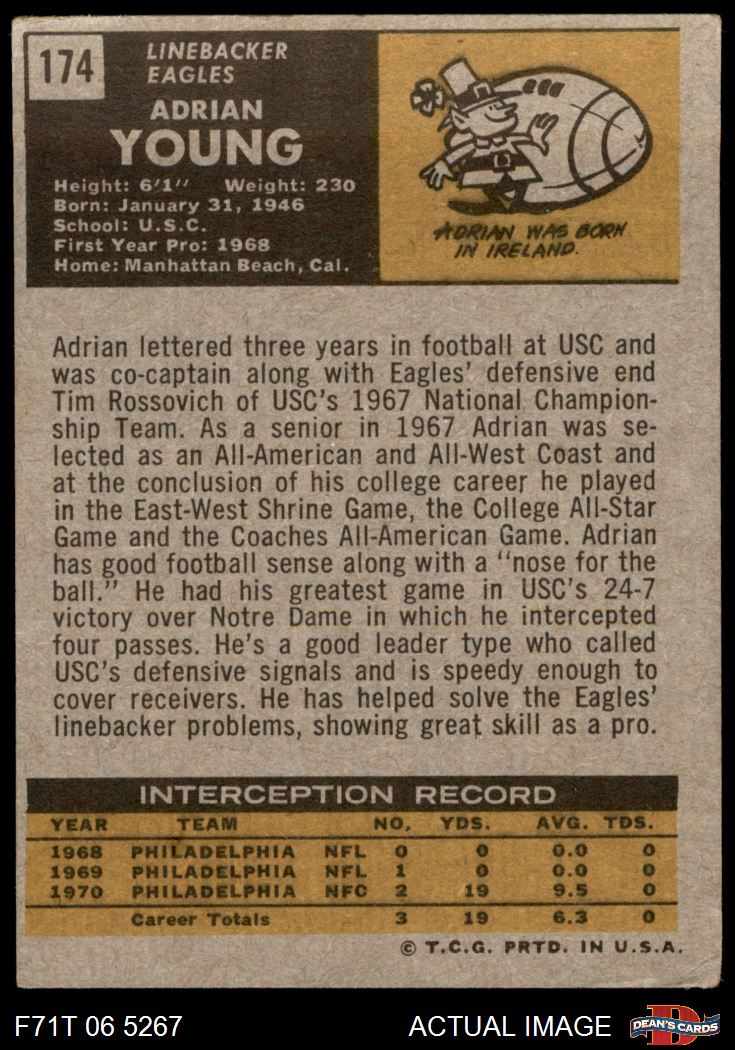 174
LINEBACKER
EAGLES
ADRIAN
YOUNG
Height: 6'1" Weight: 230
Born: January 31, 1946
School: U.S.C.
First Year Pro: 1968
Home: Manhattan Beach, Cal.
ADRIAN WAS BORN
IN IRELAND.
Adrian lettered three years in football at USC and
was co-captain along with Eagles' defensive end
Tim Rossovich of USC's 1967 National Champion-
ship Team. As a senior in 1967 Adrian was se-
lected as an All-American and All-West Coast and
at the conclusion of his college career he played
in the East-West Shrine Game, the College All-Star
Game and the Coaches All-American Game. Adrian
has good football sense along with a "nose for the
ball." He had his greatest game in USC's 24-7
victory over Notre Dame in which he intercepted
four passes. He's a good leader type who called
USC's defensive signals and is speedy enough to
cover receivers. He has helped solve the Eagles'
linebacker problems, showing great skill as a pro.
INTERCEPTION RECORD
YEAR TEAM NO. YDS. AVG. TDS.
1968 PHILADELPHIA NFL 0 0 0.0 0
1969 PHILADELPHIA NFL 1 0 0.0 0
1970 PHILADELPHIA NFC 2 19 9.5 0
Career Totals 3 19 6.3 0
© T.C.G. PRTD. IN U.S.A.
F71T 06 5267 ACTUAL IMAGE D DEAN'S CARDS